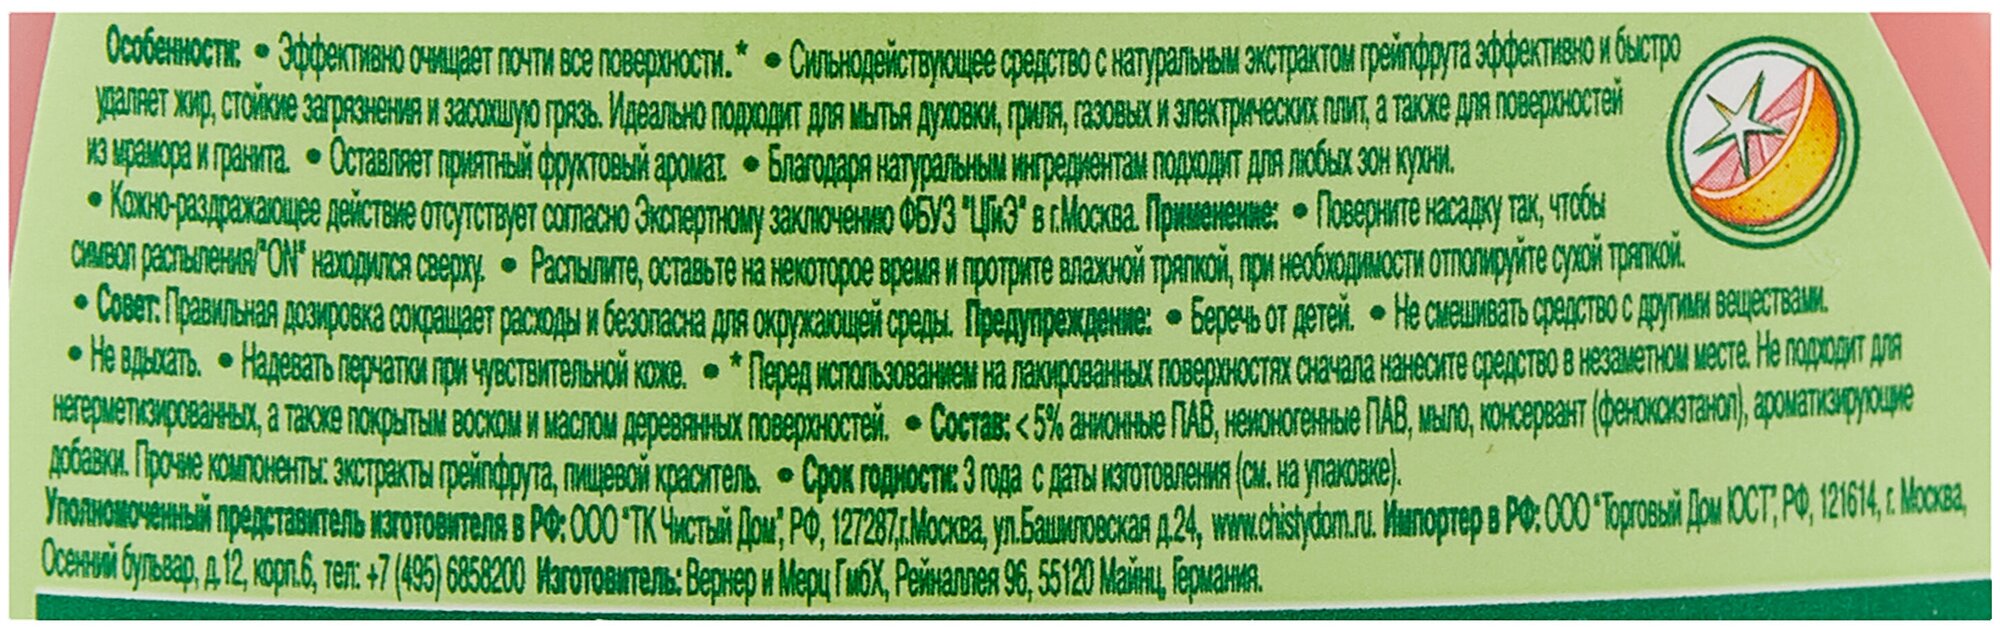 Особенности: • Эффективно очищает почти все поверхности.* • Сильнодействующее средство с натуральным экстрактом грейпфрута эффективно и быстро
удаляет жир, стойкие загрязнения и засохшую грязь. Идеально подходит для мытья духовки, гриля, газовых и электрических плит, а также для поверхностей
из мрамора и гранита. • Оставляет приятный фруктовый аромат. • Благодаря натуральным ингредиентам подходит для любых зон кухни.
• Кожно-раздражающее действие отсутствует согласно Экспертному заключению ФБУЗ "ЦГиЭ" в г.Москва. Применение: • Поверните насадку так, чтобы
символ распыления/"ON" находился сверху. • Распылите, оставьте на некоторое время и протрите влажной тряпкой, при необходимости отполируйте сухой тряпкой.
• Совет: Правильная дозировка сокращает расходы и безопасна для окружающей среды. Предупреждение: • Беречь от детей. • Не смешивать средство с другими веществами.
• Не вдыхать. • Надевать перчатки при чувствительной коже. • * Перед использованием на лакированных поверхностях сначала нанесите средство в незаметном месте. Не подходит для
негерметизированных, а также покрытым воском и маслом деревянных поверхностей. • Состав: < 5% анионные ПАВ, неионогенные ПАВ, мыло, консервант (феноксиэтанол), ароматизирующие
добавки. Прочие компоненты: экстракты грейпфрута, пищевой краситель. • Срок годности: 3 года с даты изготовления (см. на упаковке).
Уполномоченный представитель изготовителя в РФ: ООО "ТК Чистый Дом", РФ, 127287,г.Москва, ул.Башиловская д.24, www.chistydom.ru. Импортер в РФ: ООО "Торговый Дом ЮСТ", РФ, 121614, г. Москва,
Осенний бульвар, д.12, корп.6, тел: +7 (495) 6858200 Изготовитель: Вернер и Мерц ГмбХ, Рейналлея 96, 55120 Майнц, Германия.